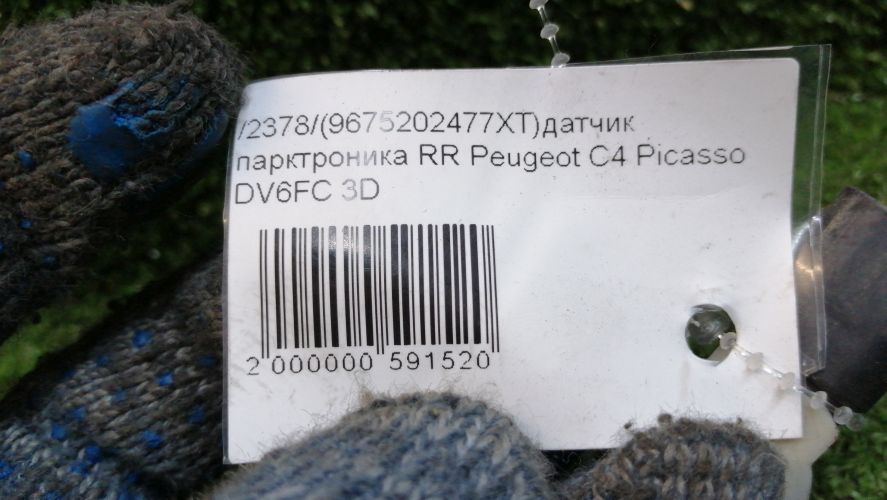 /2378/(9675202477XT)датчик
парктроника RR Peugeot C4 Picasso
DV6FC 3D
2 000000 591520